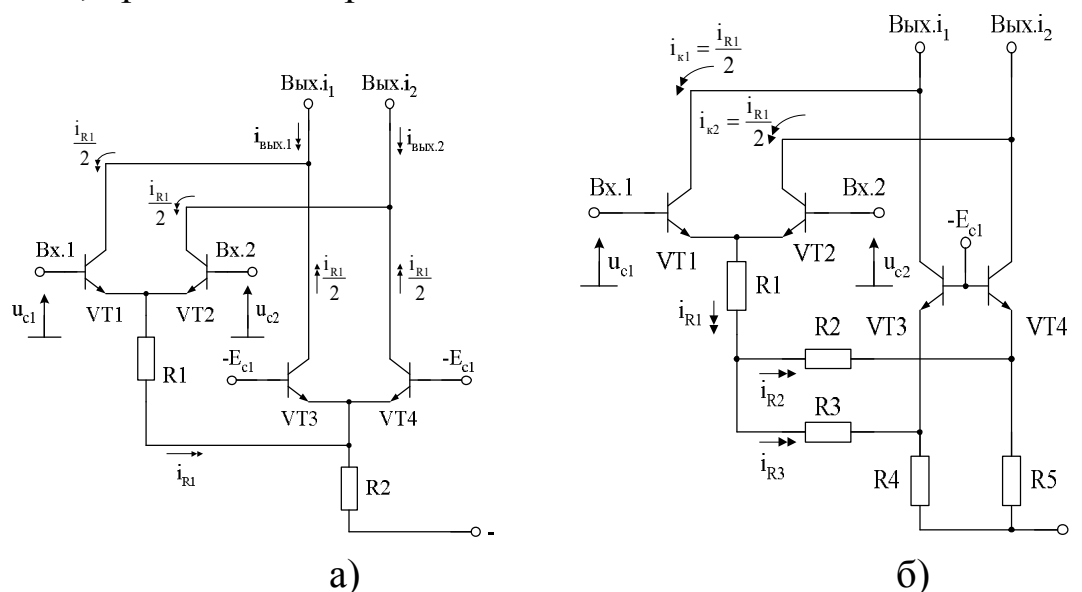 Вых.i1
Вых.i2
iвых.1
iвых.2
iR1
2
iR1
2
Вх.1
Вх.2
iR1
2
iR1
2
uc1
VT1
VT2
uc2
-Ec1
-Ec1
R1
VT3
VT4
iR1
R2
-
а)
Вых.i1
Вых.i2
iк1 = iR1
2
iк2 = iR1
2
Вх.1
Вх.2
-Ec1
uc1
VT1
VT2
uc2
R1
iR1
VT3
VT4
R2
iR2
R3
iR3
R4
R5
б)